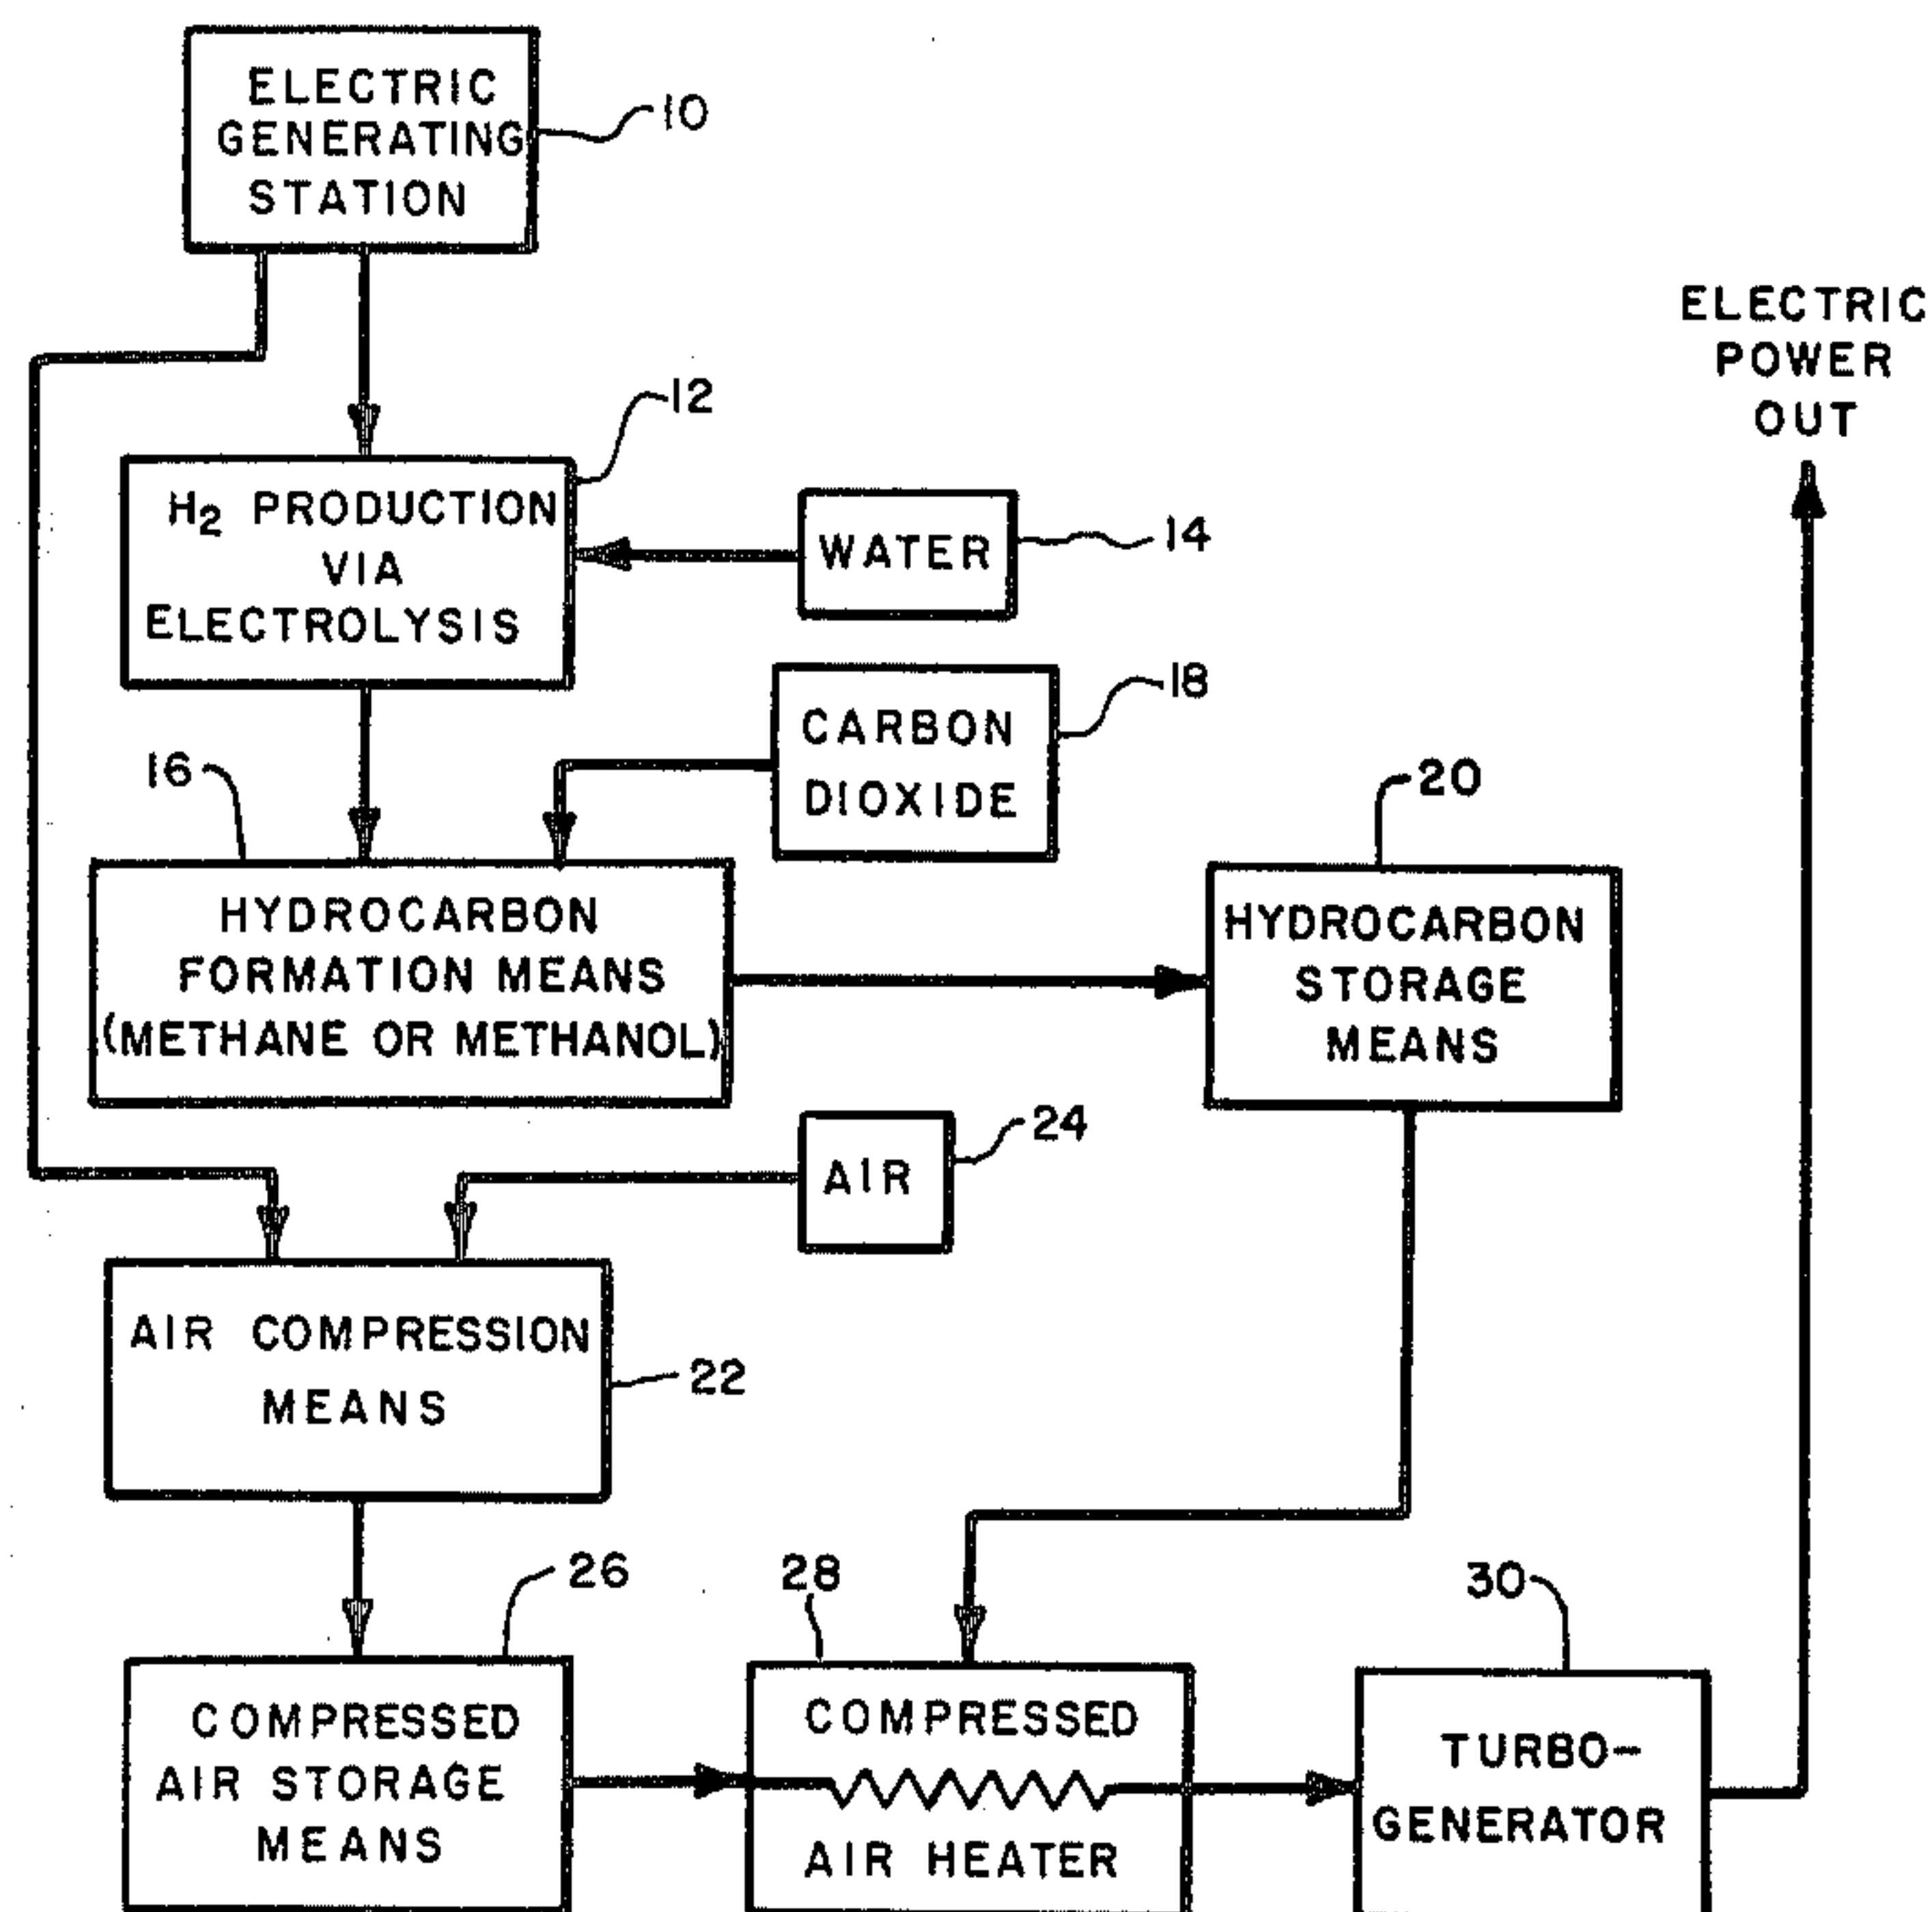 ELECTRIC
GENERATING
STATION
10
ELECTRIC
POWER
OUT
12
H₂ PRODUCTION
VIA
ELECTROLYSIS
WATER
14
CARBON
DIOXIDE
18
16
20
HYDROCARBON
FORMATION MEANS
(METHANE OR METHANOL)
HYDROCARBON
STORAGE
MEANS
24
AIR
AIR COMPRESSION
MEANS
22
26
28
30
COMPRESSED
AIR STORAGE
MEANS
COMPRESSED
AIR HEATER
TURBO-
GENERATOR